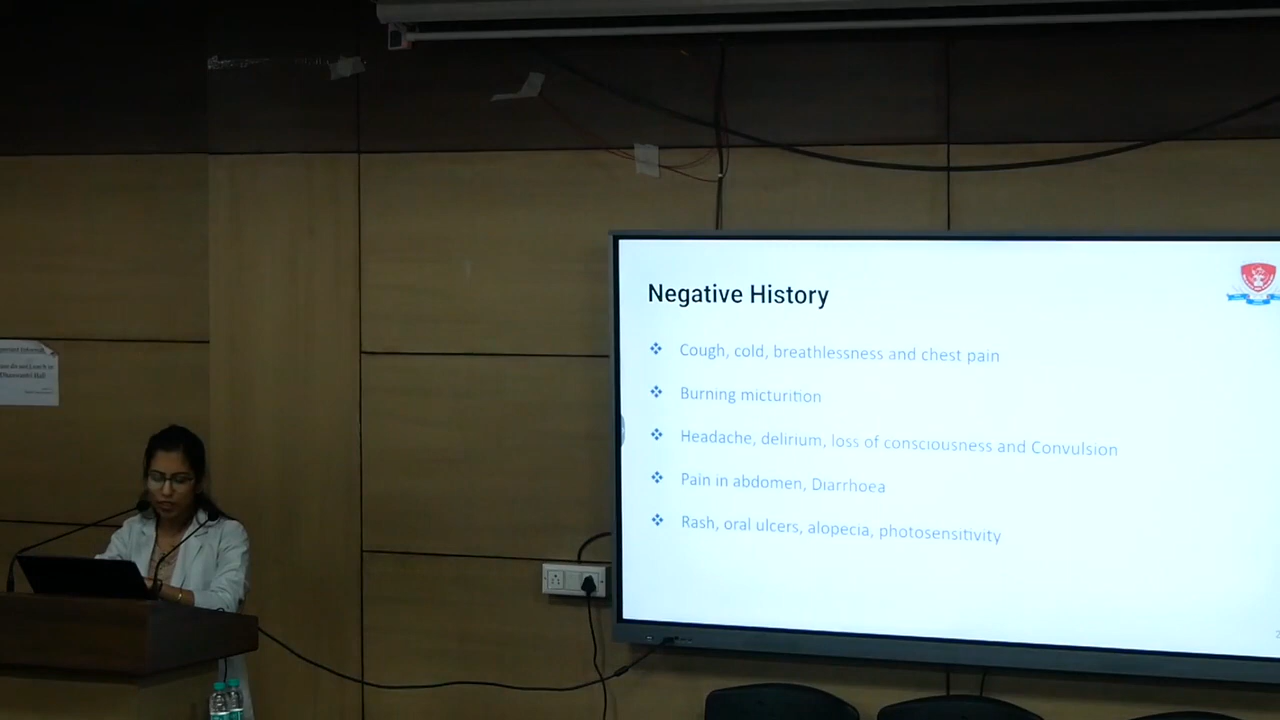 Negative History
Cough, cold, breathlessness and chest pain
Burning micturition
Headache, delirium, loss of consciousness and Convulsion
Pain in abdomen, Diarrhoea
Rash, oral ulcers, alopecia, photosensitivity